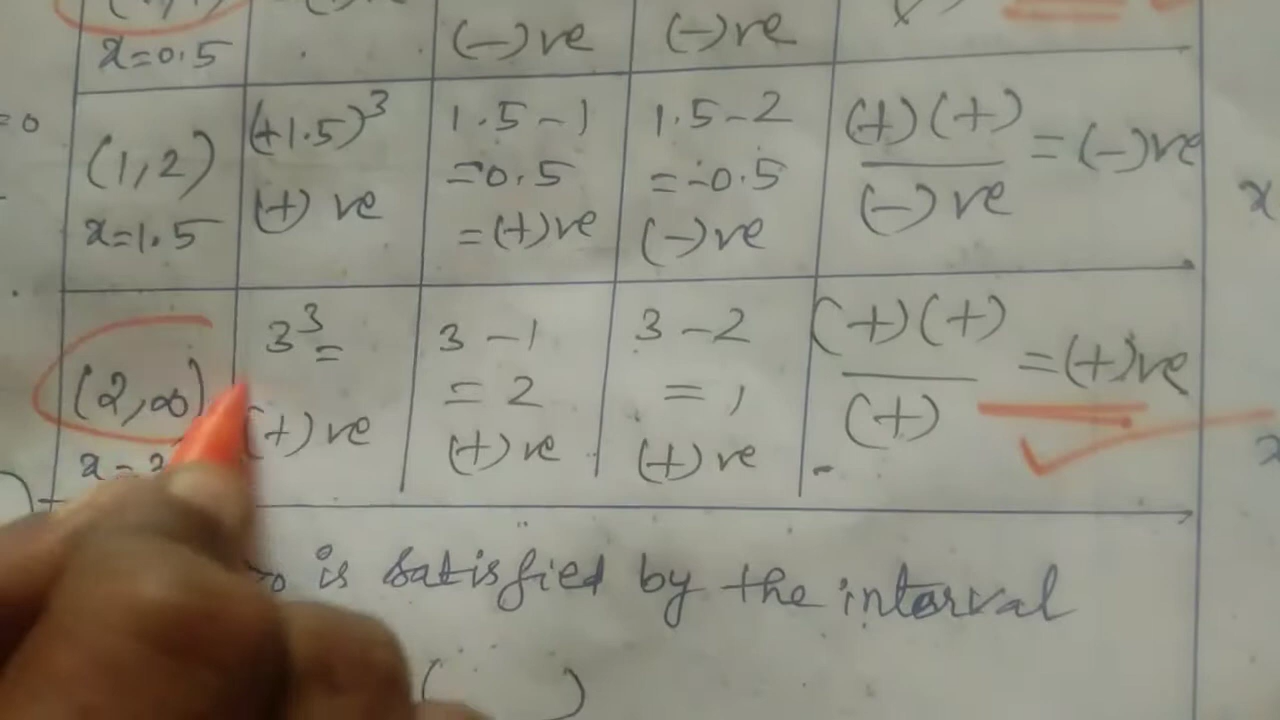 x=0.5
(-)ve
(-)ve
=0
(1,2)
x=1.5
(+1.5)³
(+) ve
1.5-1
=0.5
=(+)ve
1.5-2
=-0.5
(-)ve
(+)(+)
(-)ve
=(-)ve
x
(2,∞)
3³=
(+)ve
3-1
=2
(+)ve
3-2
=1
(+)ve
(+)(+)
(+)
=(+)ve
is satisfied by the interval
( )